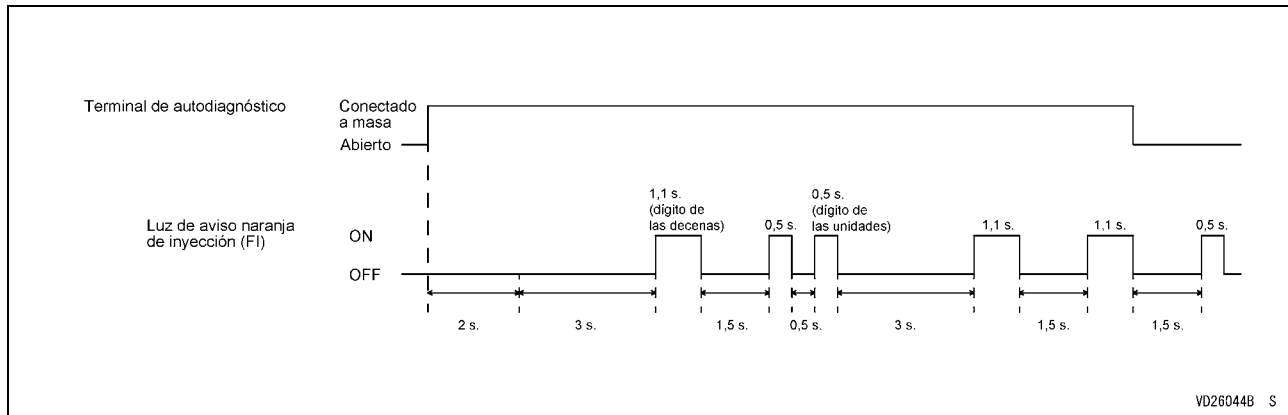 Terminal de autodiagnóstico
Conectado
a masa
Abierto
1,1 s.
(dígito de
las decenas)
0,5 s.
0,5 s.
(dígito de
las unidades)
1,1 s.
1,1 s.
0,5 s.
Luz de aviso naranja
de inyección (FI)
ON
OFF
2 s.
3 s.
1,5 s.
0,5 s.
3 s.
1,5 s.
1,5 s.
VD26044B S